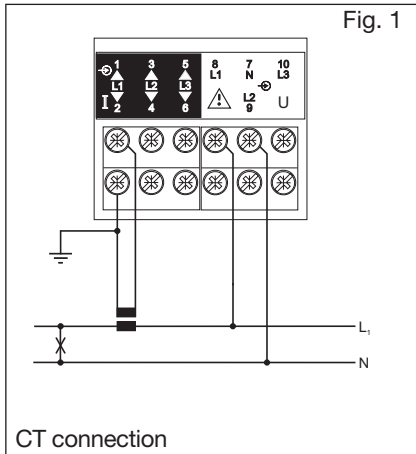 Fig. 1
1 3 5 8 7 10
L1 N L3
L1 L2 L3
I L2 U
2 4 6 9
L1
N
CT connection